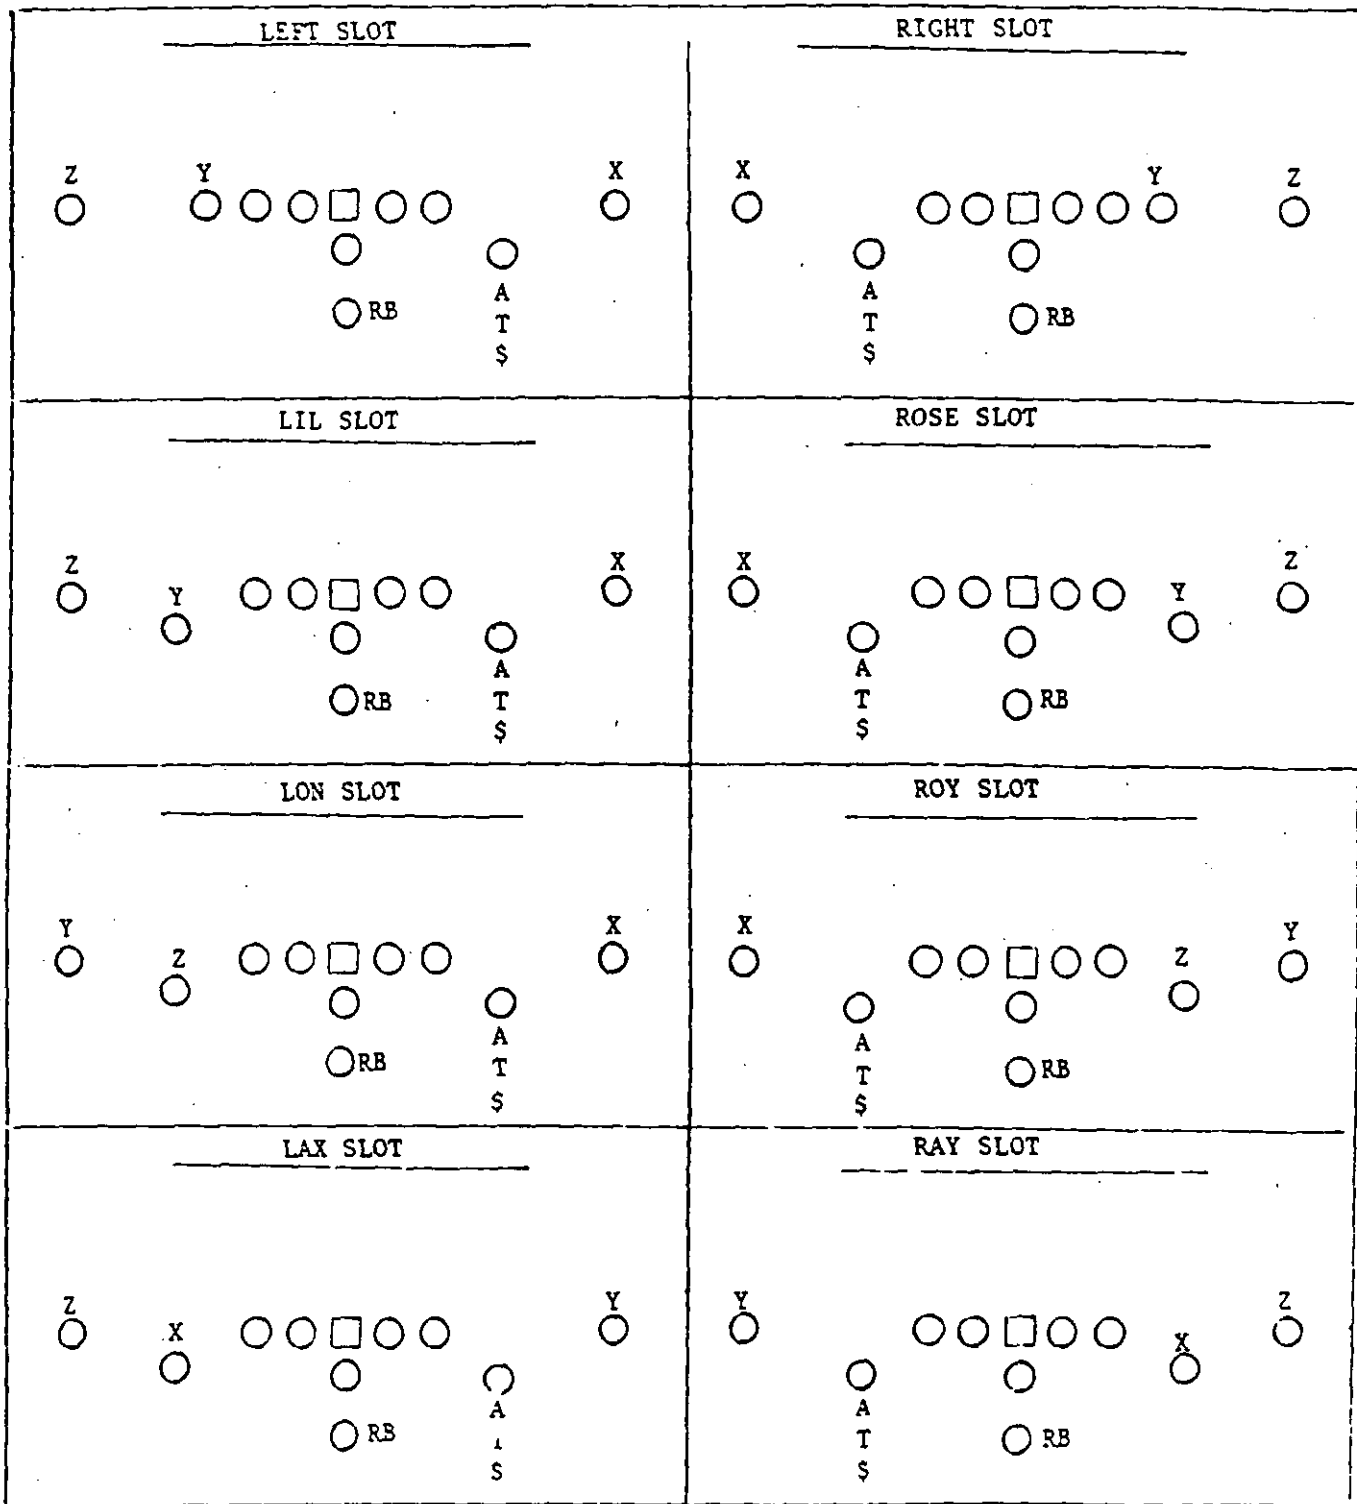 LEFT SLOT
Z Y X
RB
A
T
$
RIGHT SLOT
X Y Z
A
T
$
RB
LIL SLOT
Z Y X
RB
A
T
$
ROSE SLOT
X Y Z
A
T
$
RB
LON SLOT
Y Z X
RB
A
T
$
ROY SLOT
X Z Y
A
T
$
RB
LAX SLOT
Z X Y
RB
A
S
RAY SLOT
Y X Z
A
T
$
RB